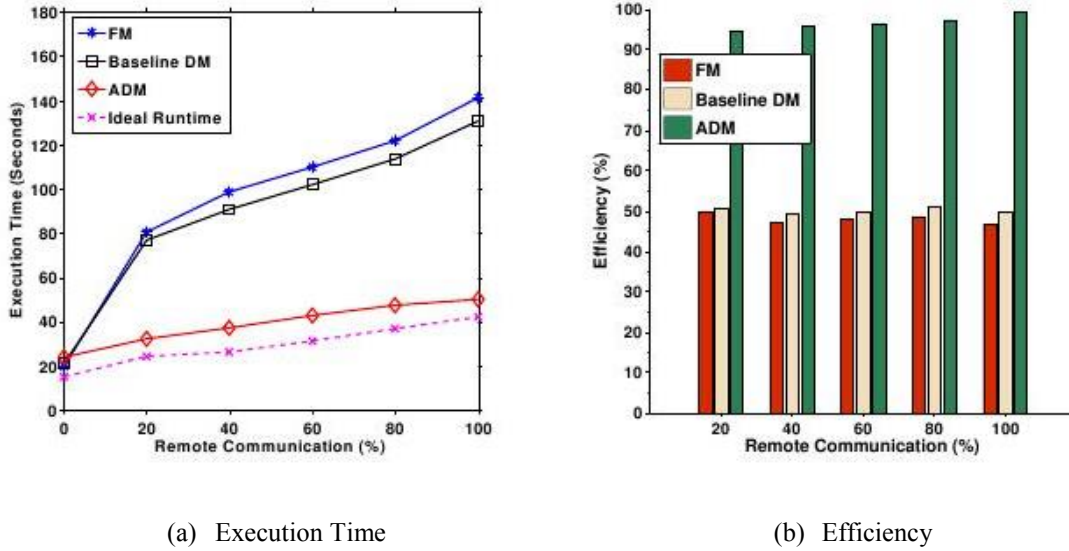 180
160
140
120
100
80
60
40
20
0
Execution Time (Seconds)
FM
Baseline DM
ADM
Ideal Runtime
0 20 40 60 80 100
Remote Communication (%)
(a) Execution Time
100
90
80
70
60
50
40
30
20
10
0
Efficiency (%)
FM
Baseline DM
ADM
20 40 60 80 100
Remote Communication (%)
(b) Efficiency